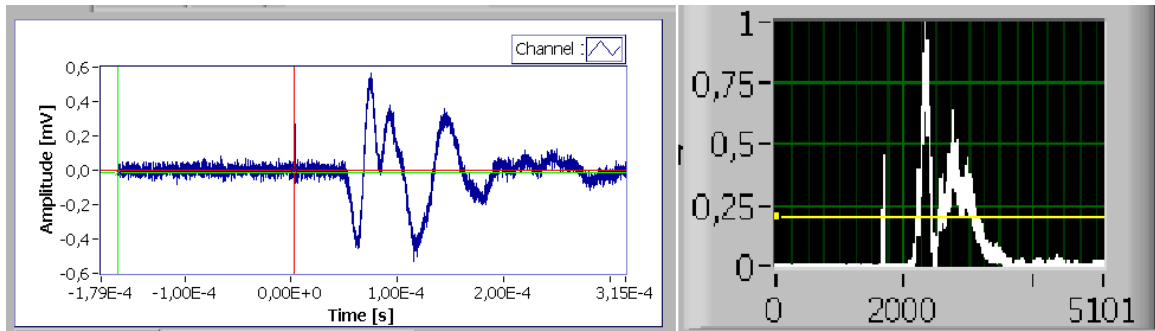 Channel :
0,6-
0,4-
0,2-
0,0-
-0,2-
-0,4-
-0,6-
Amplitude [mV]
-1,79E-4 -1,00E-4 0,00E+0 1,00E-4 2,00E-4 3,15E-4
Time [s]
1-
0,75-
0,5-
0,25-
0-
0 2000 5101